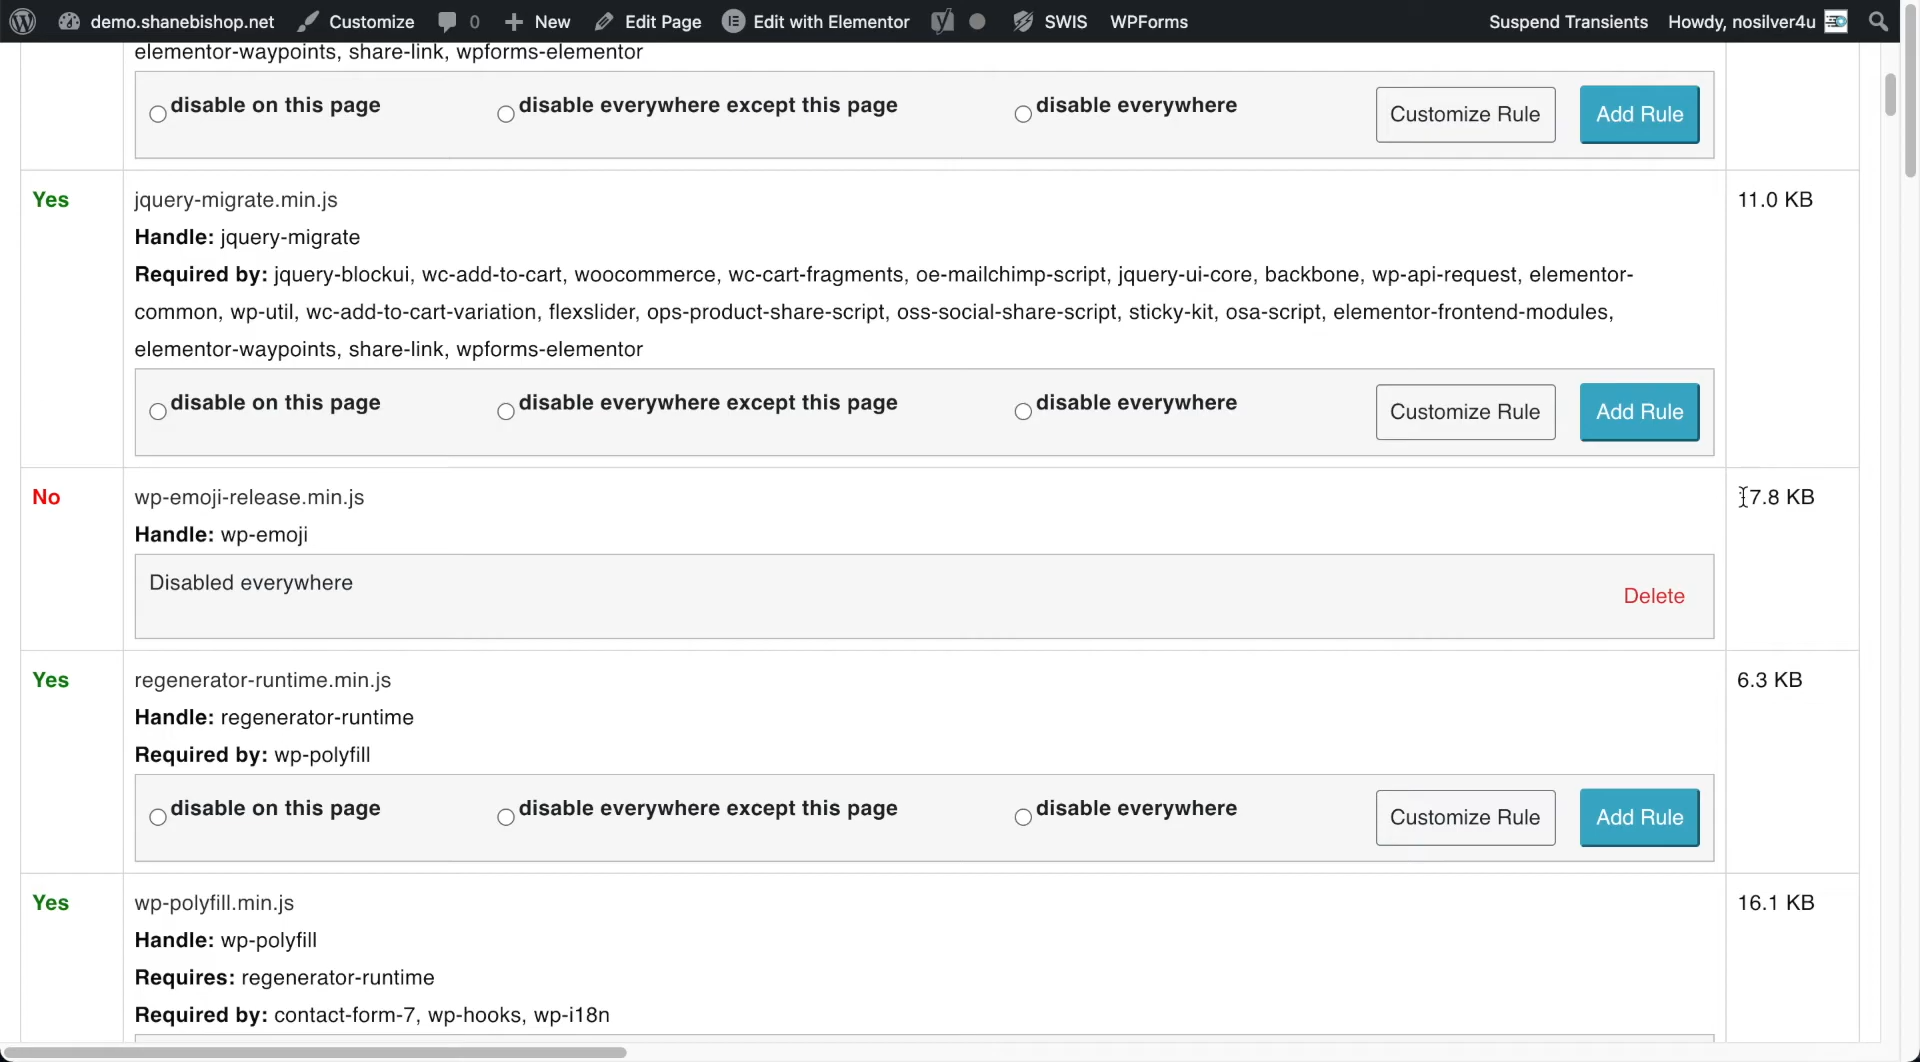 demo.shanebishop.net Customize 0 New Edit Page Edit with Elementor SWIS WPForms Suspend Transients Howdy, nosilver4u
elementor-waypoints, share-link, wpforms-elementor
disable on this page disable everywhere except this page disable everywhere Customize Rule Add Rule
Yes jquery-migrate.min.js 11.0 KB
Handle: jquery-migrate
Required by: jquery-blockui, wc-add-to-cart, woocommerce, wc-cart-fragments, oe-mailchimp-script, jquery-ui-core, backbone, wp-api-request, elementor-
common, wp-util, wc-add-to-cart-variation, flexslider, ops-product-share-script, oss-social-share-script, sticky-kit, osa-script, elementor-frontend-modules,
elementor-waypoints, share-link, wpforms-elementor
disable on this page disable everywhere except this page disable everywhere Customize Rule Add Rule
No wp-emoji-release.min.js 17.8 KB
Handle: wp-emoji
Disabled everywhere
Delete
Yes regenerator-runtime.min.js 6.3 KB
Handle: regenerator-runtime
Required by: wp-polyfill
disable on this page disable everywhere except this page disable everywhere Customize Rule Add Rule
Yes wp-polyfill.min.js 16.1 KB
Handle: wp-polyfill
Requires: regenerator-runtime
Required by: contact-form-7, wp-hooks, wp-i18n